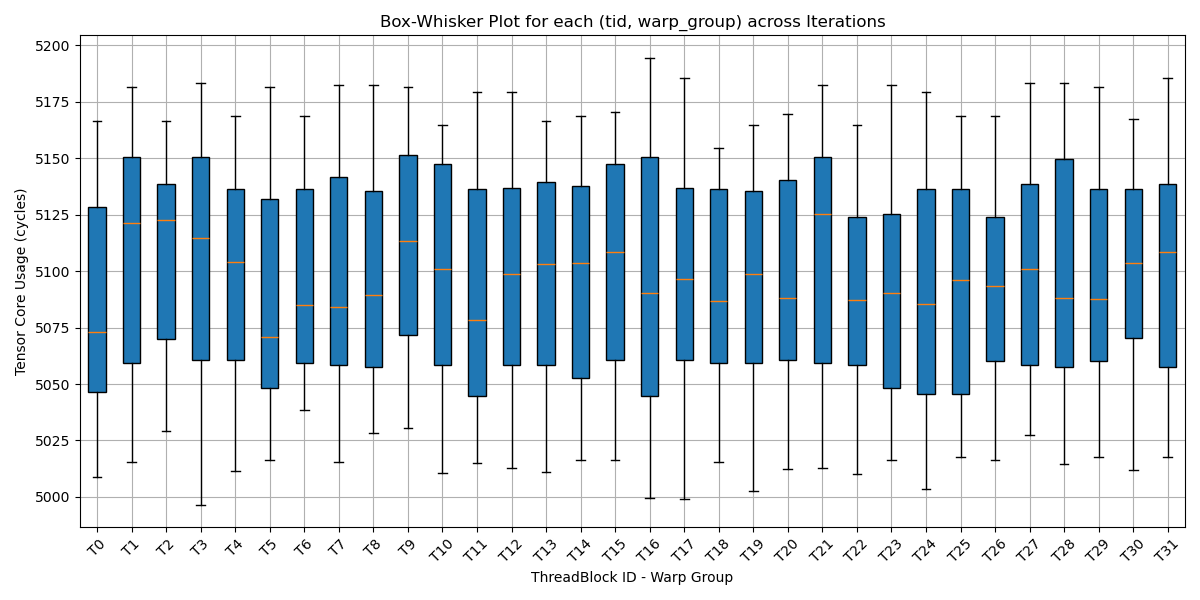 Box-Whisker Plot for each (tid, warp_group) across Iterations
Tensor Core Usage (cycles)
5200
5175
5150
5125
5100
5075
5050
5025
5000
T0 T1 T2 T3 T4 T5 T6 T7 T8 T9 T10 T11 T12 T13 T14 T15 T16 T17 T18 T19 T20 T21 T22 T23 T24 T25 T26 T27 T28 T29 T30 T31
ThreadBlock ID - Warp Group